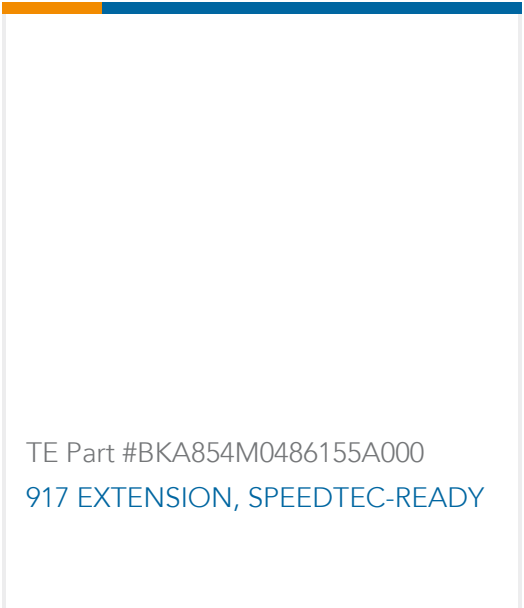 TE Part #BKA854M0486155A000
917 EXTENSION, SPEEDTEC-READY